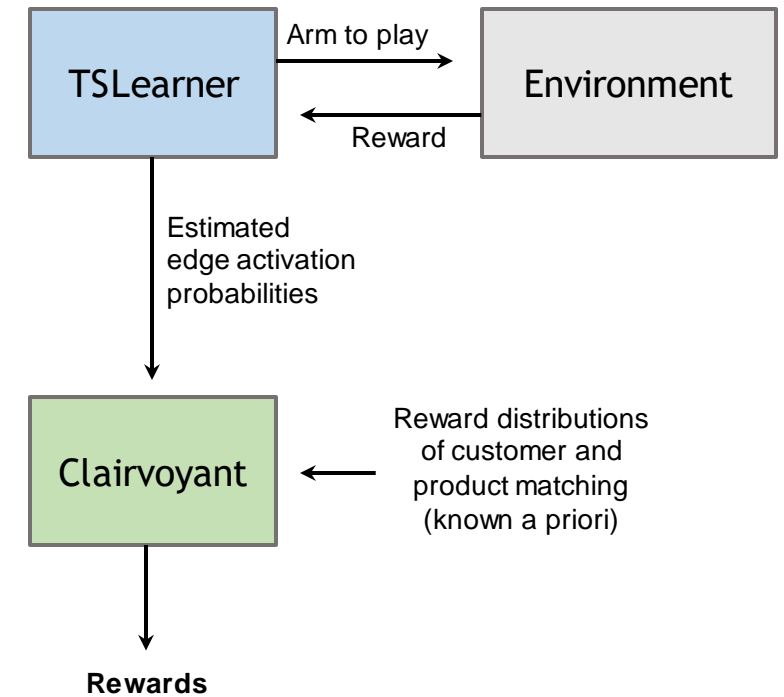 Arm to play
TSLearner
Environment
Reward
Estimated
edge activation
probabilities
Clairvoyant
Reward distributions
of customer and
product matching
(known a priori)
Rewards